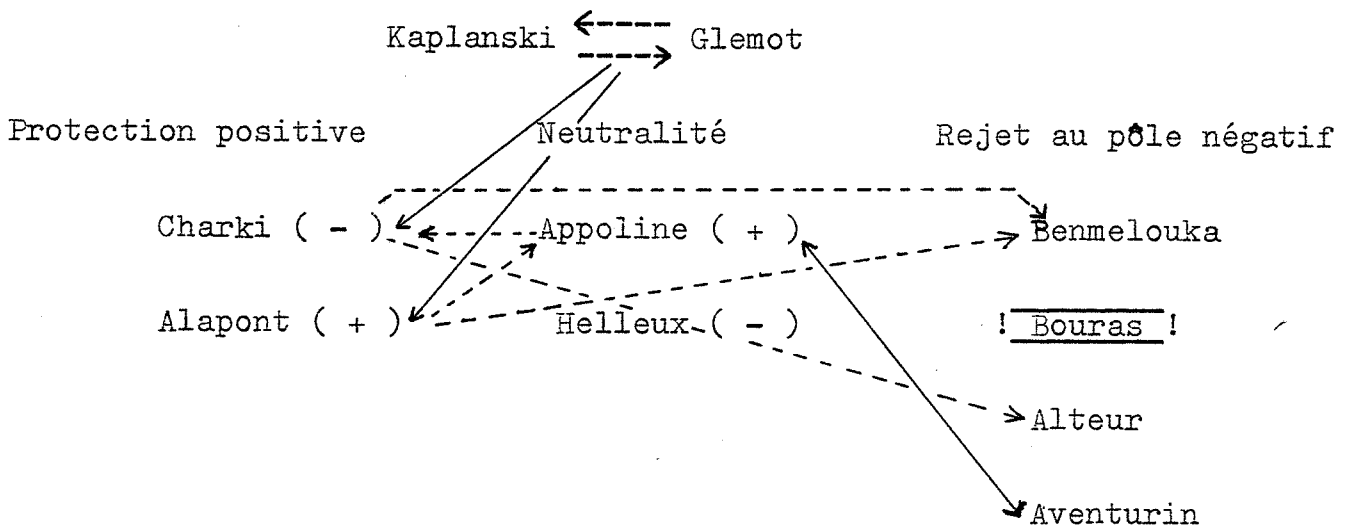 Kaplanski Glemot
Protection positive Neutralité Rejet au pôle négatif
Charki ( - ) Appoline ( + ) Benmelouka
Alapont ( + ) Helleux ( - ) ! Bouras !
Alteur
Aventurin